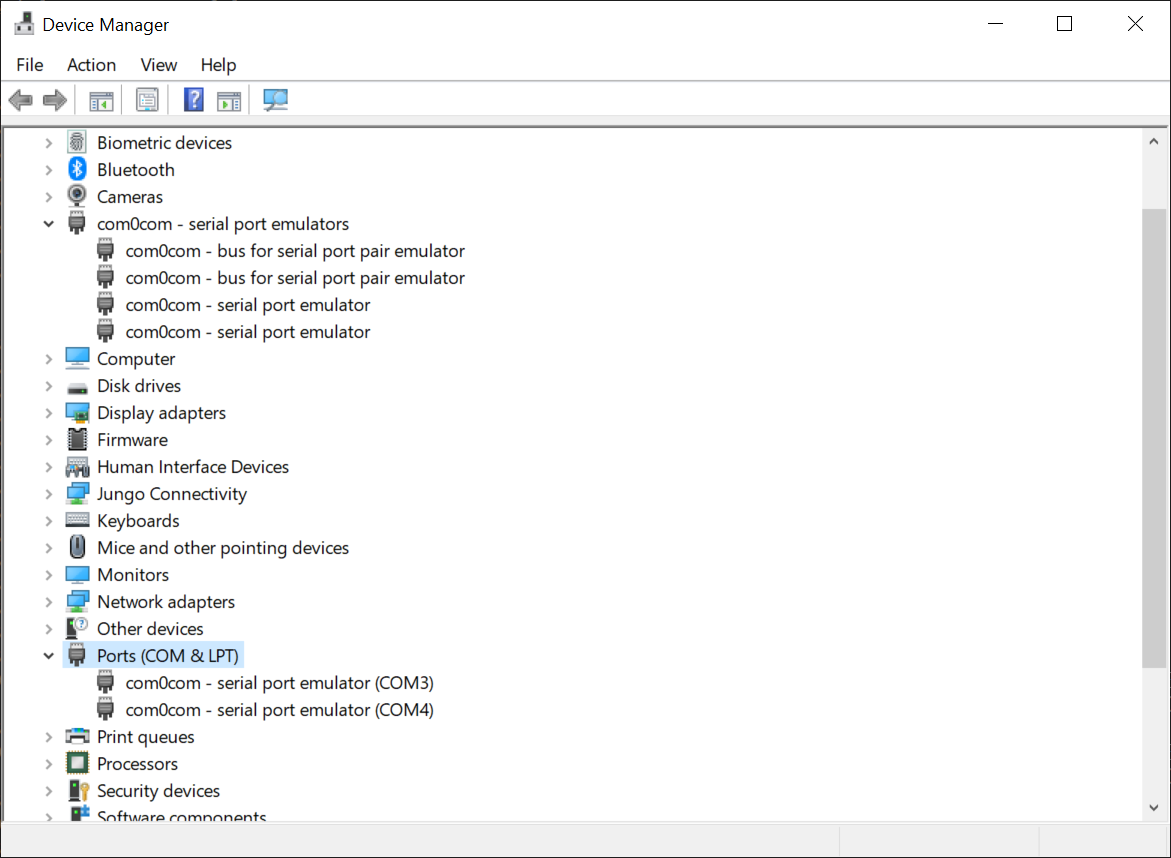 Device Manager
File Action View Help
Biometric devices
Bluetooth
Cameras
com0com - serial port emulators
com0com - bus for serial port pair emulator
com0com - bus for serial port pair emulator
com0com - serial port emulator
com0com - serial port emulator
Computer
Disk drives
Display adapters
Firmware
Human Interface Devices
Jungo Connectivity
Keyboards
Mice and other pointing devices
Monitors
Network adapters
Other devices
Ports (COM & LPT)
com0com - serial port emulator (COM3)
com0com - serial port emulator (COM4)
Print queues
Processors
Security devices
Software components